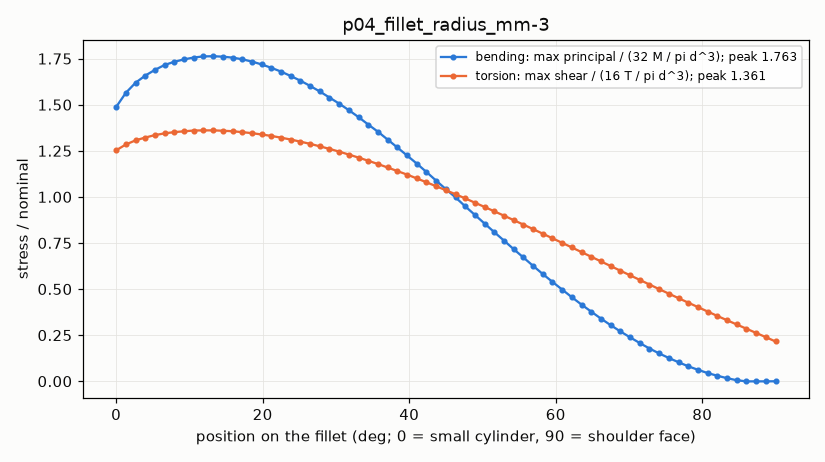 p04_fillet_radius_mm-3
bending: max principal / (32 M / pi d^3); peak 1.763
torsion: max shear / (16 T / pi d^3); peak 1.361
stress / nominal
1.75
1.50
1.25
1.00
0.75
0.50
0.25
0.00
0 20 40 60 80
position on the fillet (deg; 0 = small cylinder, 90 = shoulder face)